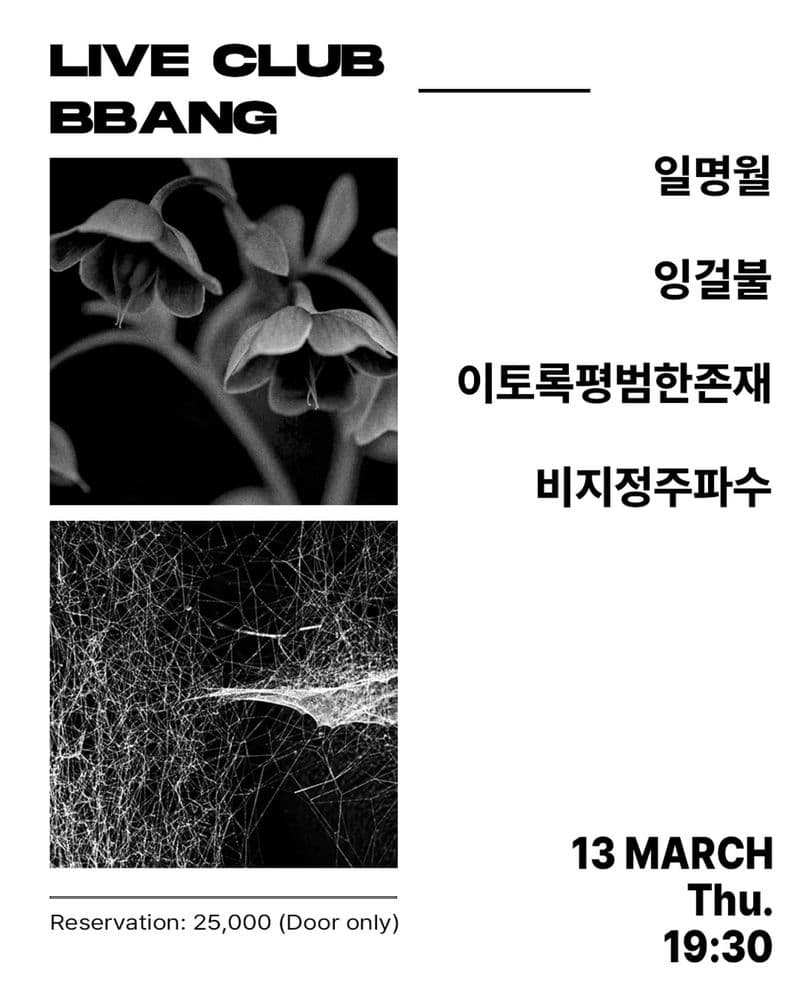 LIVE CLUB
BBANG
일명월
잉걸불
이토록평범한존재
비지정주파수
13 MARCH
Thu.
19:30
Reservation: 25,000 (Door only)